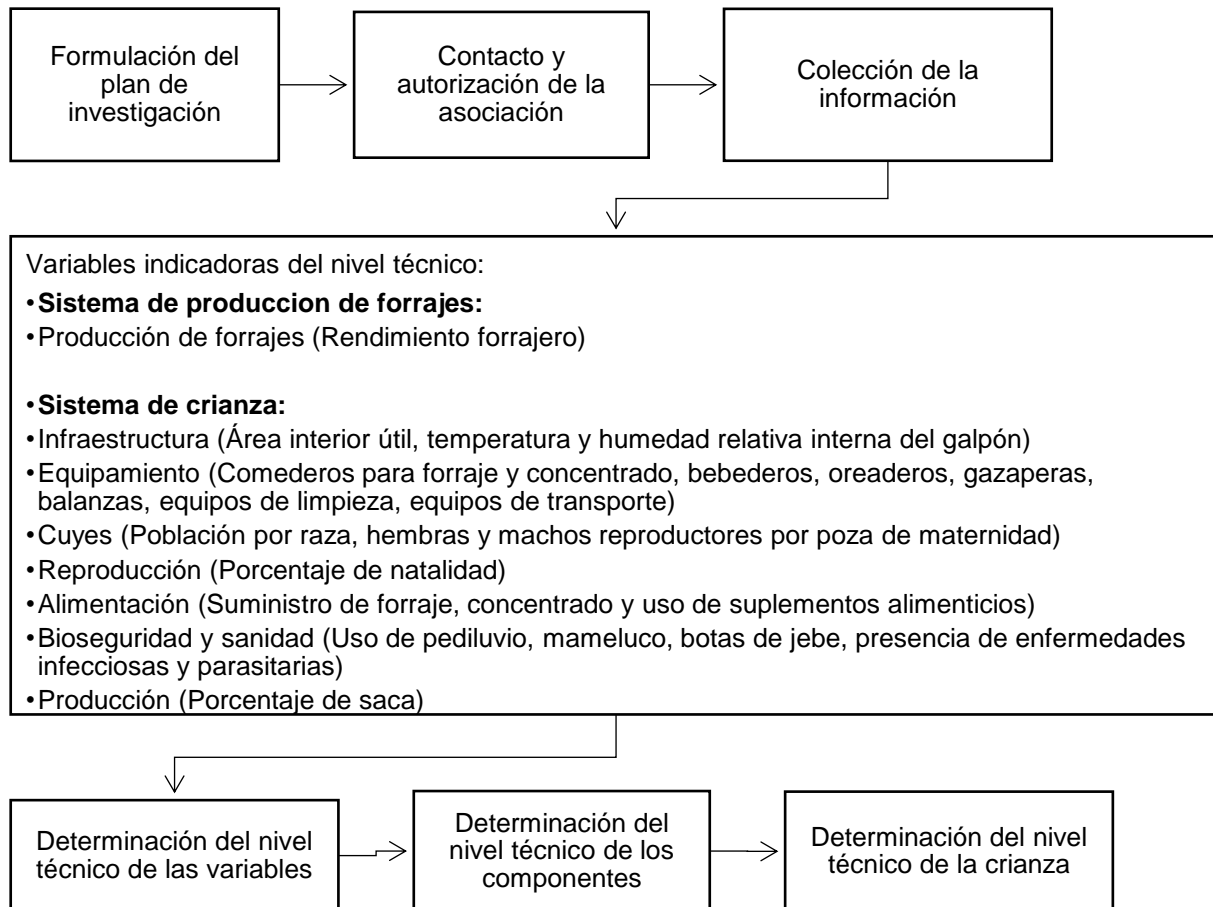 Formulación del
plan de
investigación
Contacto y
autorización de la
asociación
Colección de la
información
Variables indicadoras del nivel técnico:
•Sistema de produccion de forrajes:
•Producción de forrajes (Rendimiento forrajero)
•Sistema de crianza:
•Infraestructura (Área interior útil, temperatura y humedad relativa interna del galpón)
•Equipamiento (Comederos para forraje y concentrado, bebederos, oreaderos, gazaperas,
balanzas, equipos de limpieza, equipos de transporte)
•Cuyes (Población por raza, hembras y machos reproductores por poza de maternidad)
•Reproducción (Porcentaje de natalidad)
•Alimentación (Suministro de forraje, concentrado y uso de suplementos alimenticios)
•Bioseguridad y sanidad (Uso de pediluvio, mameluco, botas de jebe, presencia de enfermedades
infecciosas y parasitarias)
•Producción (Porcentaje de saca)
Determinación del nivel
técnico de las variables
Determinación del
nivel técnico de los
componentes
Determinación del nivel
técnico de la crianza